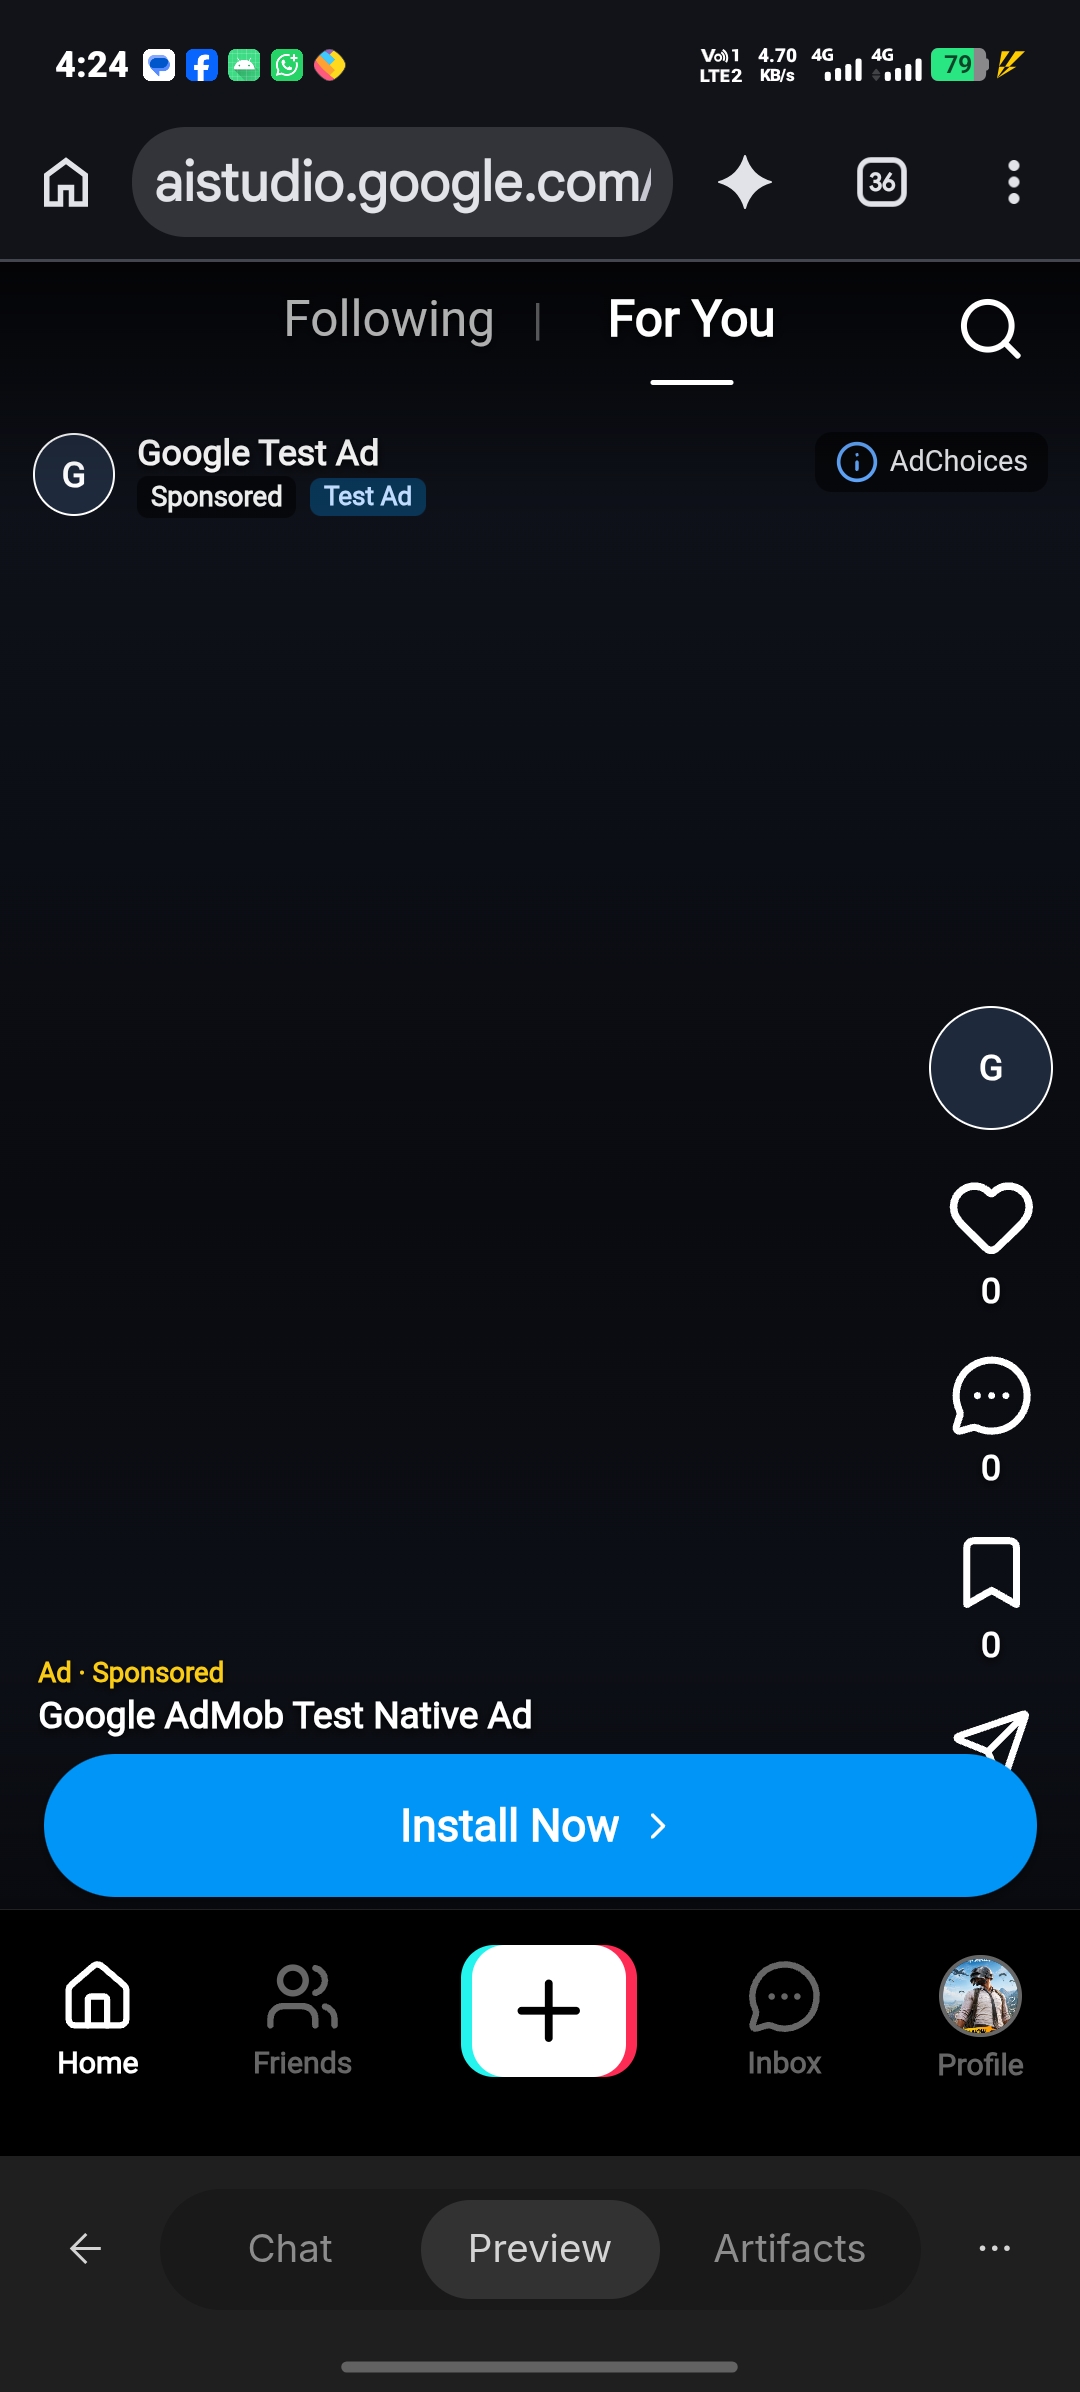 4:24
Vo)) 1
LTE 2
4.70
KB/s
4G
4G
79
aistudio.google.com/
36
Following | For You
G
Google Test Ad
Sponsored
Test Ad
AdChoices
G
0
0
0
Ad · Sponsored
Google AdMob Test Native Ad
Install Now
Home
Friends
Inbox
Profile
Chat
Preview
Artifacts